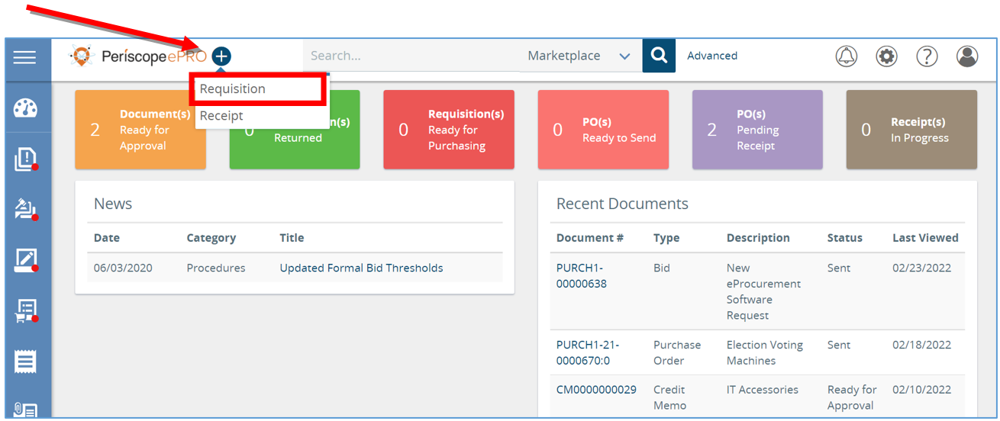 Períscope ePRO
Search...
Marketplace
Advanced
Requisition
Receipt
2
Document(s)
Ready for
Approval
0
n(s)
Returned
0
Requisition(s)
Ready for
Purchasing
0
PO(s)
Ready to Send
2
PO(s)
Pending
Receipt
0
Receipt(s)
In Progress
News
Date Category Title
06/03/2020 Procedures Updated Formal Bid Thresholds
Recent Documents
Document # Type Description Status Last Viewed
PURCH1- Bid New Sent 02/23/2022
00000638 eProcurement
Software
Request
PURCH1-21- Purchase Election Voting Sent 02/18/2022
0000670:0 Order Machines
CM0000000029 Credit IT Accessories Ready for 02/10/2022
Memo Approval